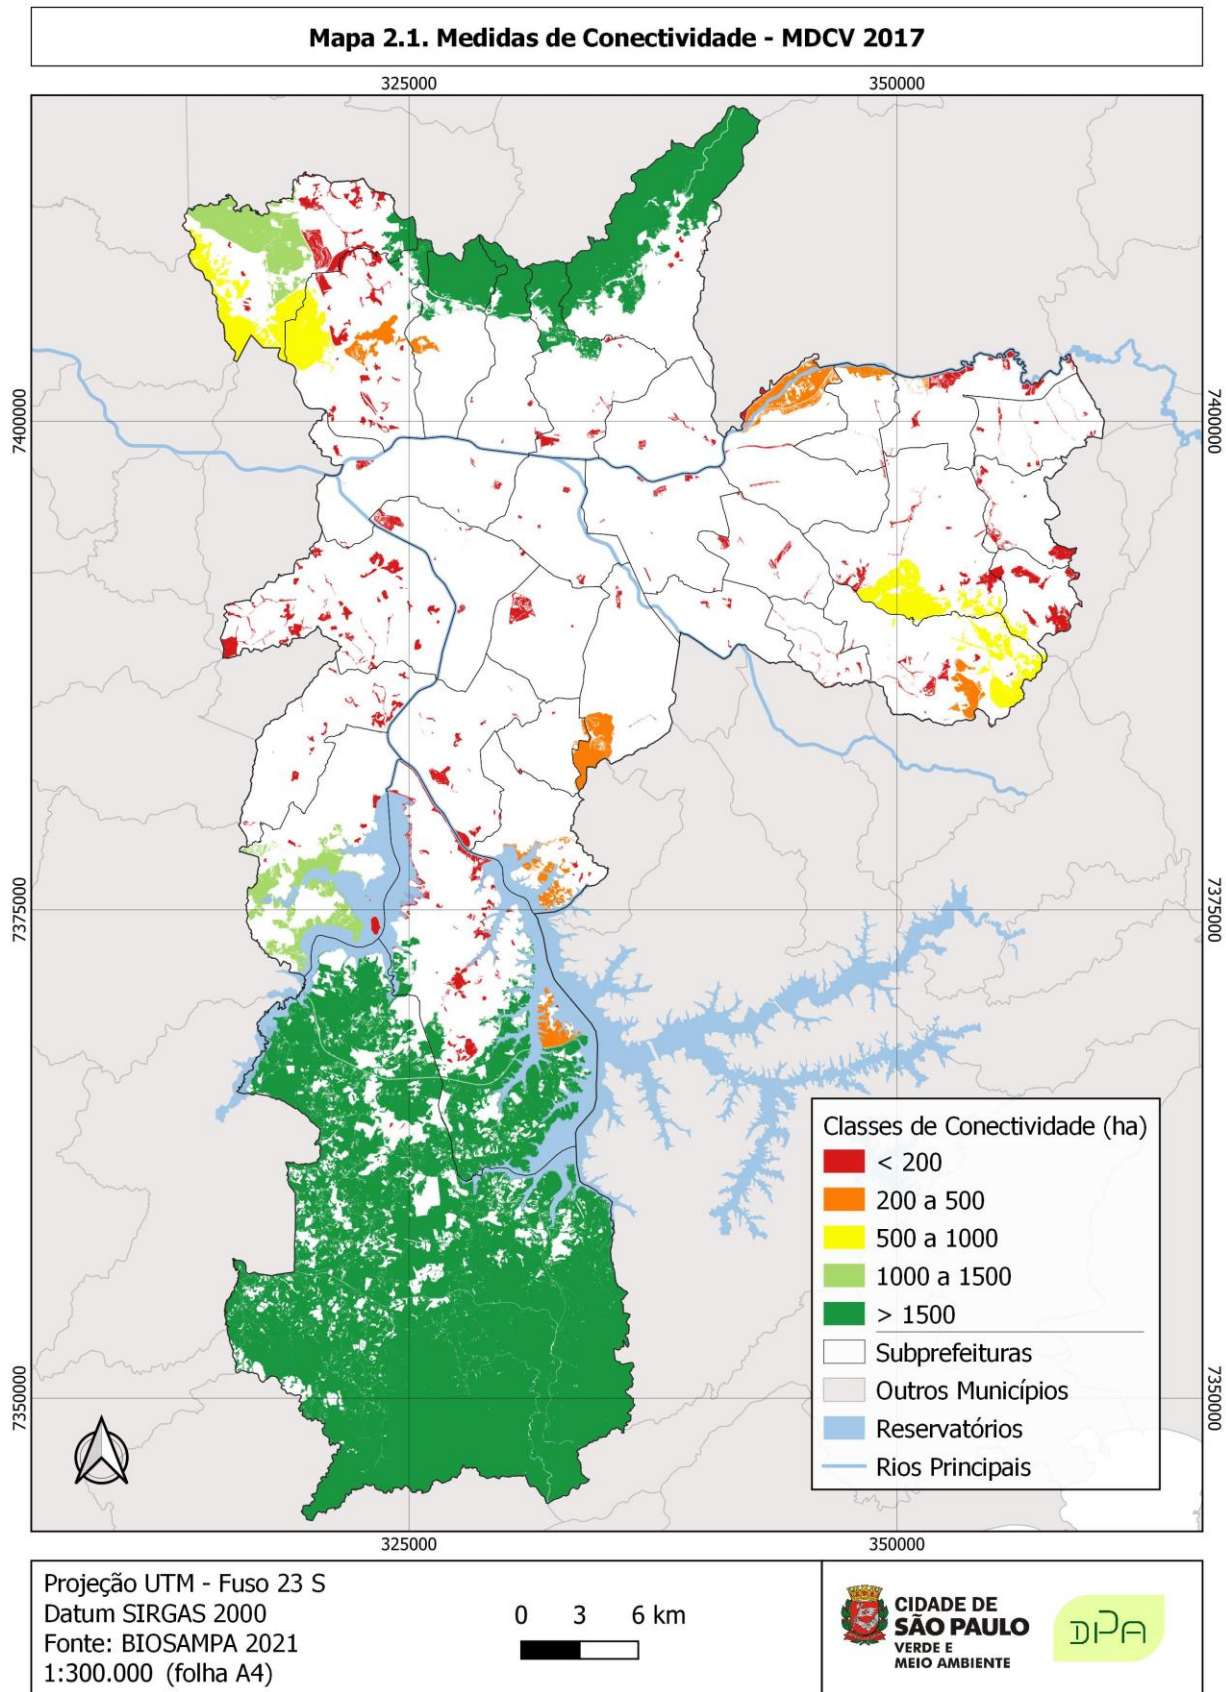 Mapa 2.1. Medidas de Conectividade - MDCV 2017
325000 350000
7400000 7400000
7375000 7375000
Classes de Conectividade (ha)
< 200
200 a 500
500 a 1000
1000 a 1500
> 1500
Subprefeituras
Outros Municípios
Reservatórios
Rios Principais
7350000 7350000
325000 350000
Projeção UTM - Fuso 23 S
Datum SIRGAS 2000
Fonte: BIOSAMPA 2021
1:300.000 (folha A4)
0 3 6 km
CIDADE DE
SÃO PAULO
VERDE E
MEIO AMBIENTE
DPA